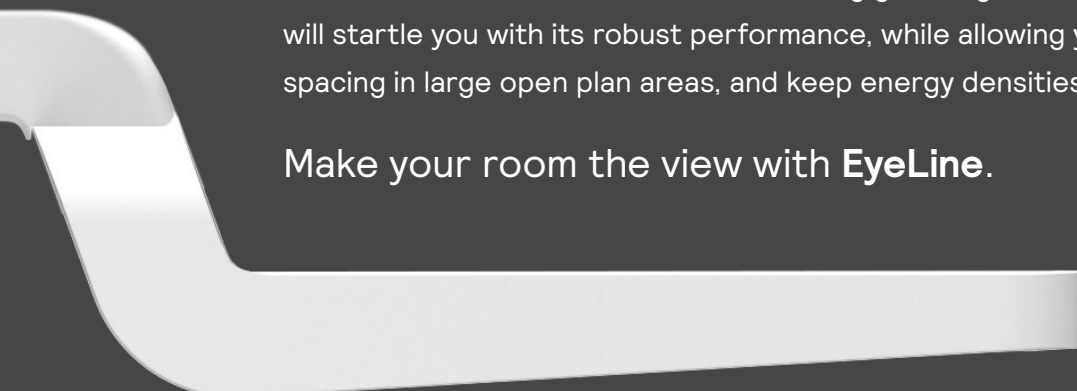 will startle you with its robust performance, while allowing
spacing in large open plan areas, and keep energy densities
Make your room the view with EyeLine.